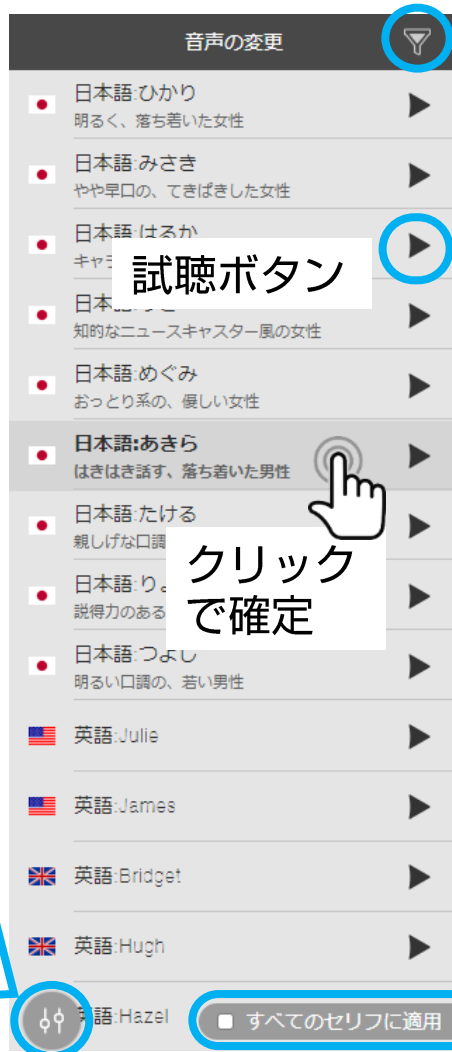 音声の変更
日本語:ひかり
明るく、落ち着いた女性
日本語:みさき
やや早口の、てきぱきした女性
日本語:はるか
試聴ボタン
知的なニュースキャスター風の女性
日本語:めぐみ
おっとり系の、優しい女性
日本語:あきら
はきはき話す、落ち着いた男性
日本語:たける
親しげな口調
クリック
で確定
日本語:り
説得力のある
日本語:つよし
明るい口調の、若い男性
英語:Julie
英語:James
英語:Bridget
英語:Hugh
英語:Hazel
すべてのセリフに適用